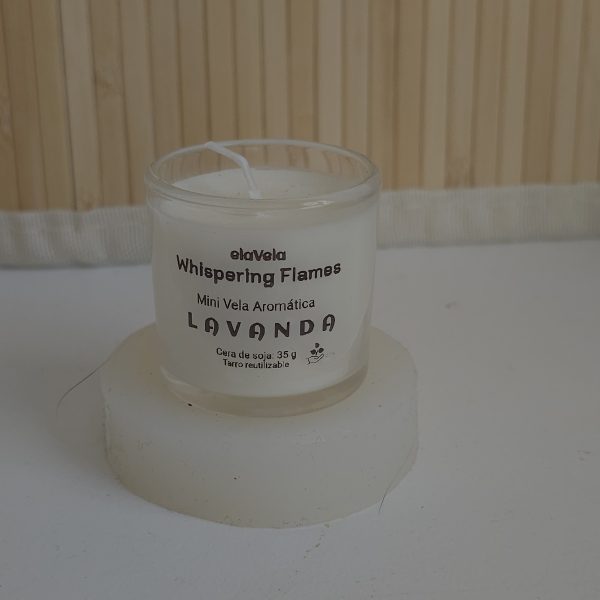 elaVela
Whispering Flames
Mini Vela Aromática
LAVANDA
Cera de soja: 35 g
Tarro reutilizable